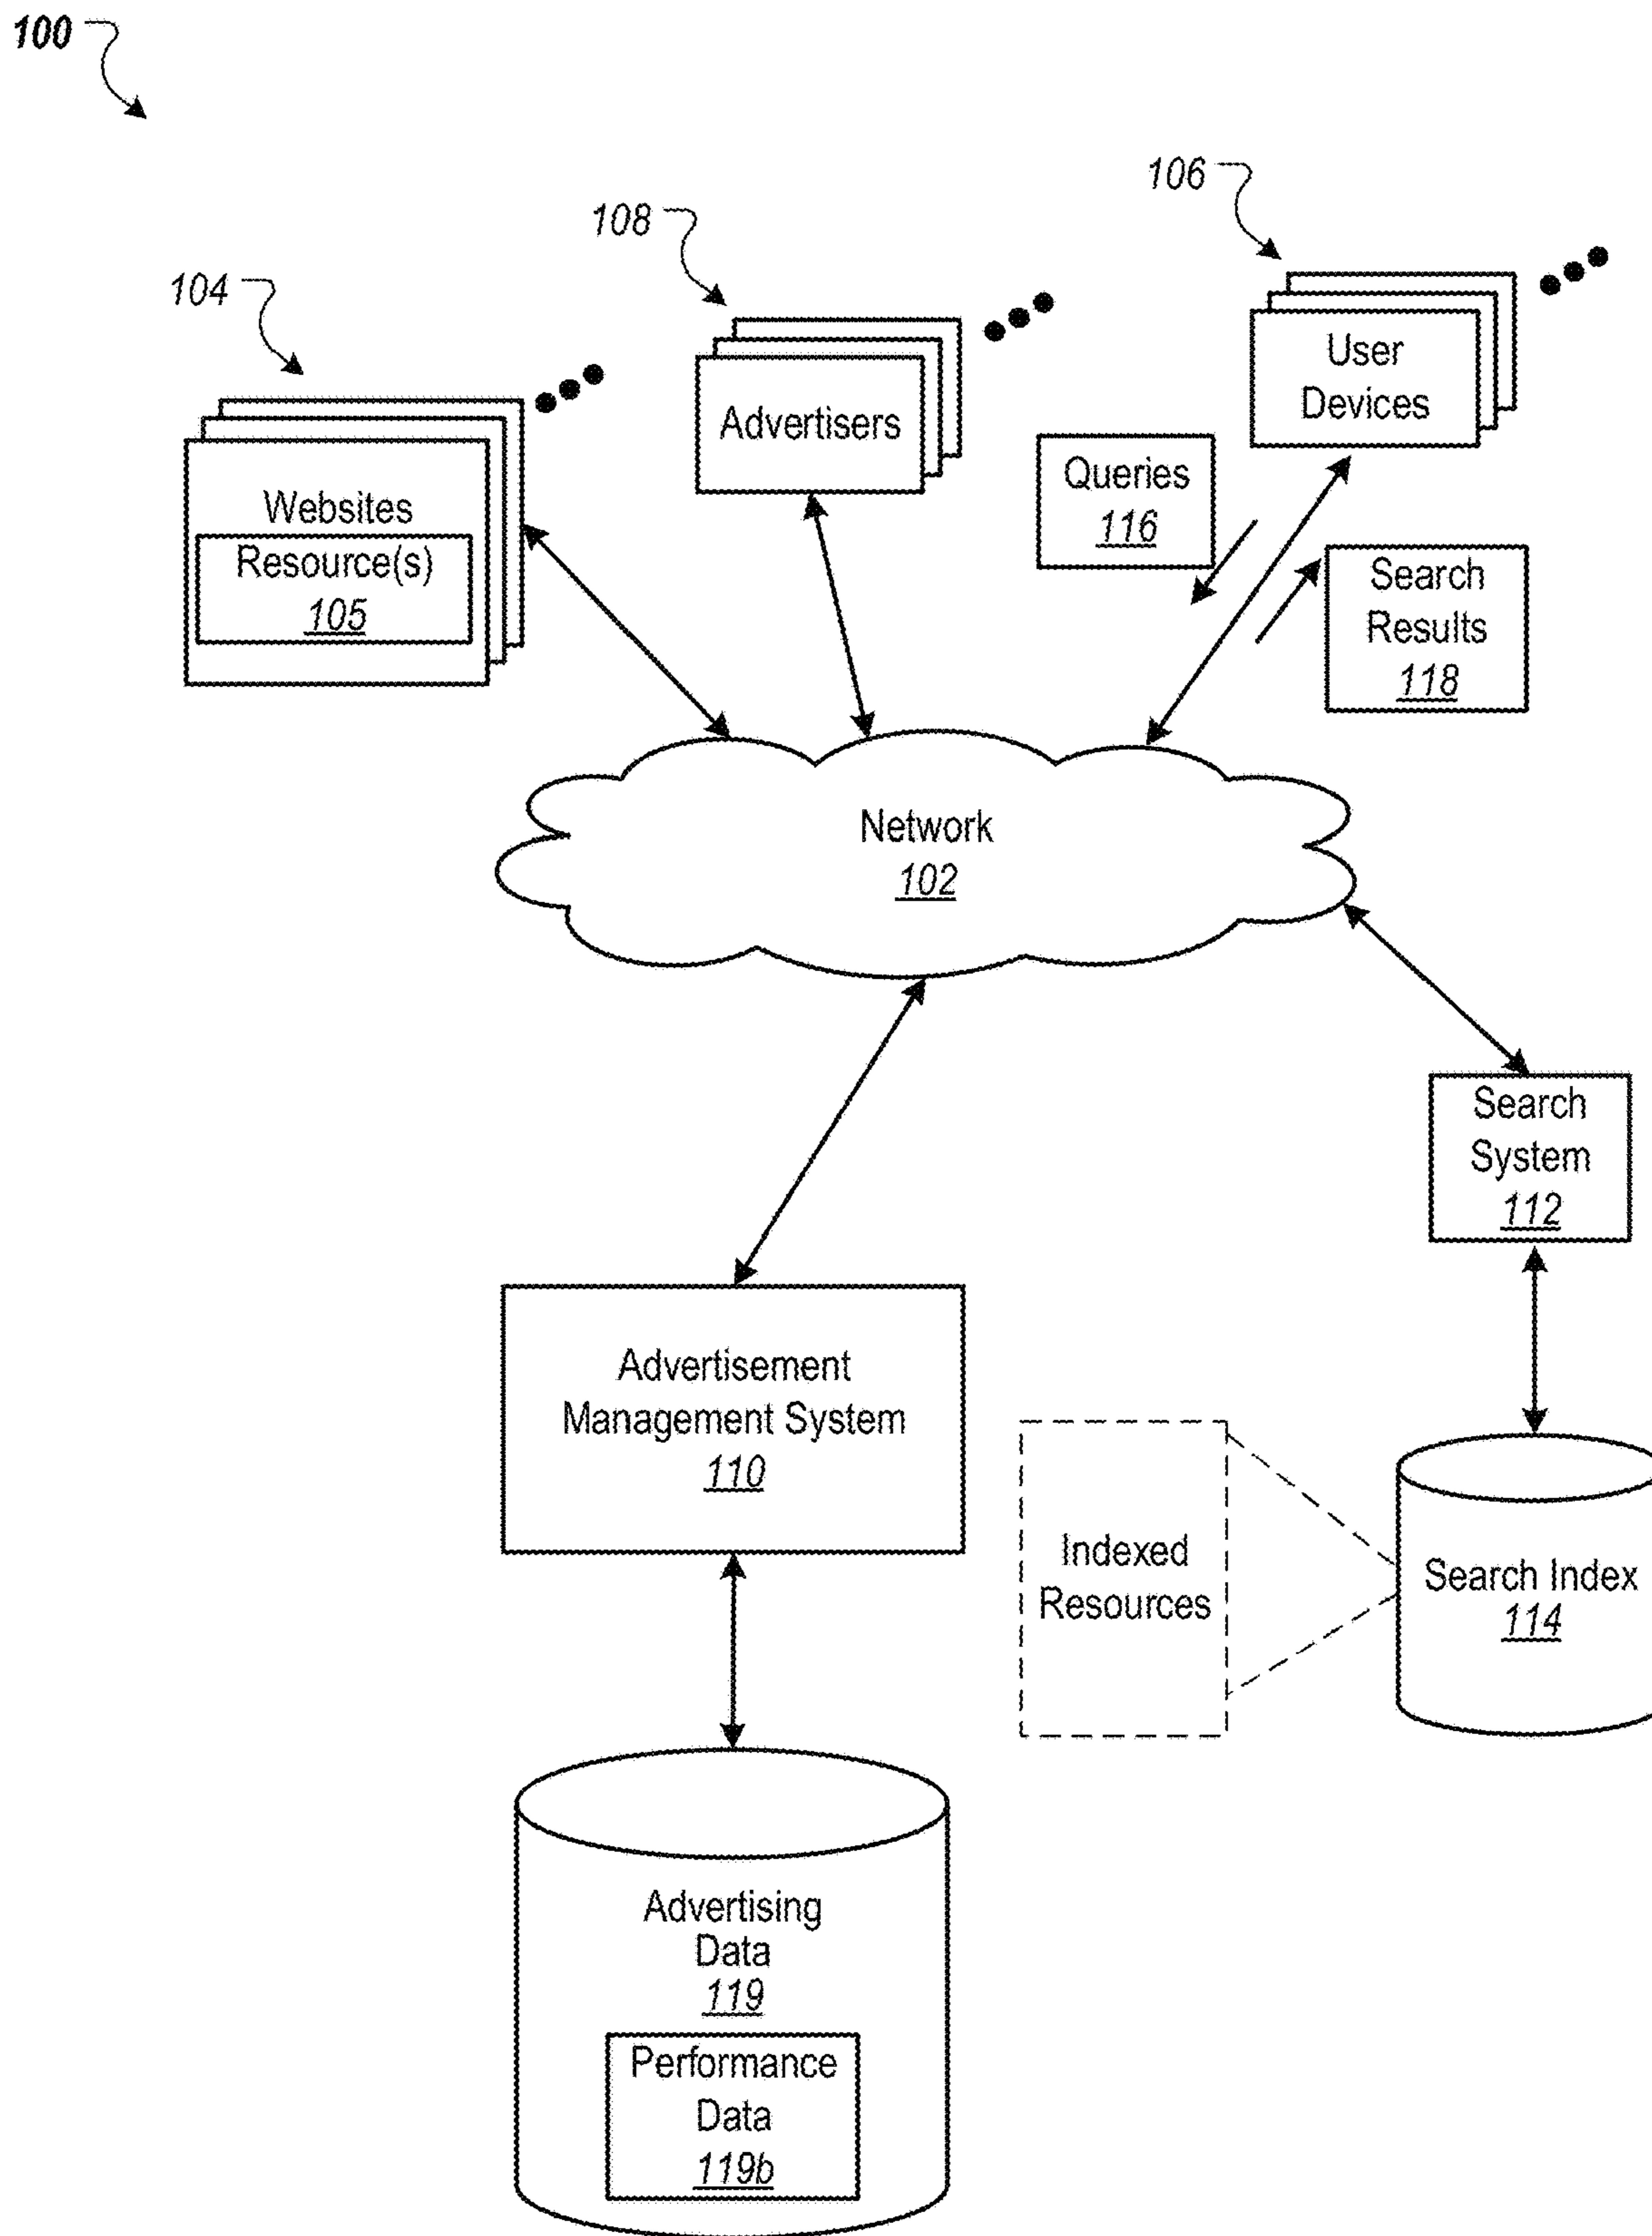 100
106
108
104
User
Devices
Advertisers
Queries
116
Websites
Resource(s)
105
Search
Results
118
Network
102
Search
System
112
Advertisement
Management System
110
Indexed
Resources
Search Index
114
Advertising
Data
119
Performance
Data
119b